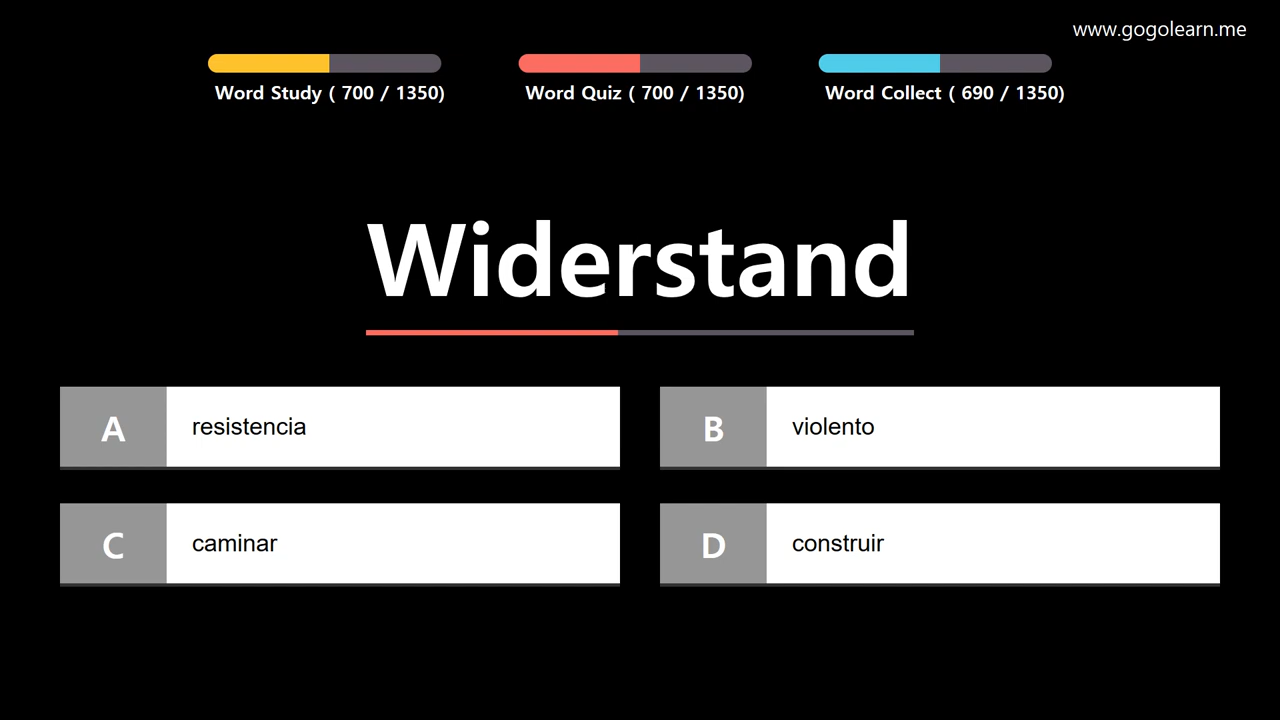 www.gogolearn.me
Word Study ( 700 / 1350)
Word Quiz ( 700 / 1350)
Word Collect ( 690 / 1350)
Widerstand
A
resistencia
B
violento
C
caminar
D
construir